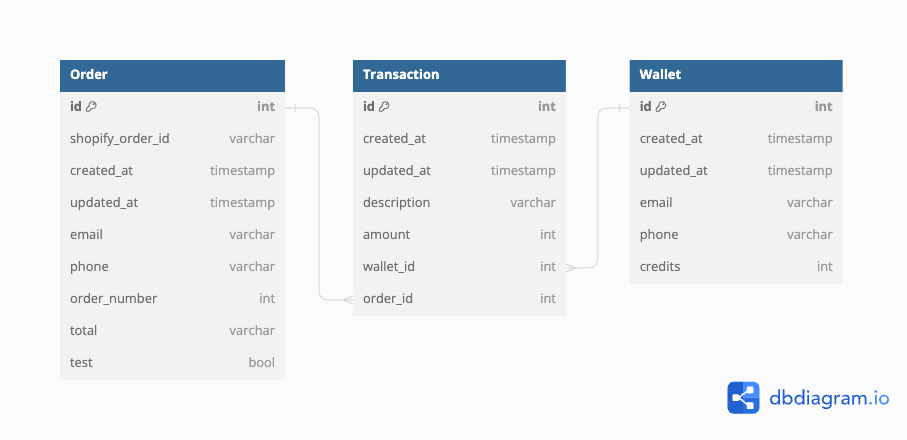 Order
id int
shopify_order_id varchar
created_at timestamp
updated_at timestamp
email varchar
phone varchar
order_number int
total varchar
test bool
Transaction
id int
created_at timestamp
updated_at timestamp
description varchar
amount int
wallet_id int
order_id int
Wallet
id int
created_at timestamp
updated_at timestamp
email varchar
phone varchar
credits int
dbdiagram.io